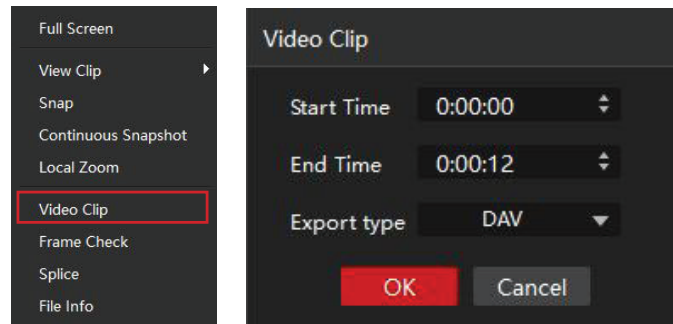 Full Screen
View Clip
Snap
Continuous Snapshot
Local Zoom
Video Clip
Frame Check
Splice
File Info
Video Clip
Start Time 0:00:00
End Time 0:00:12
Export type DAV
OK Cancel